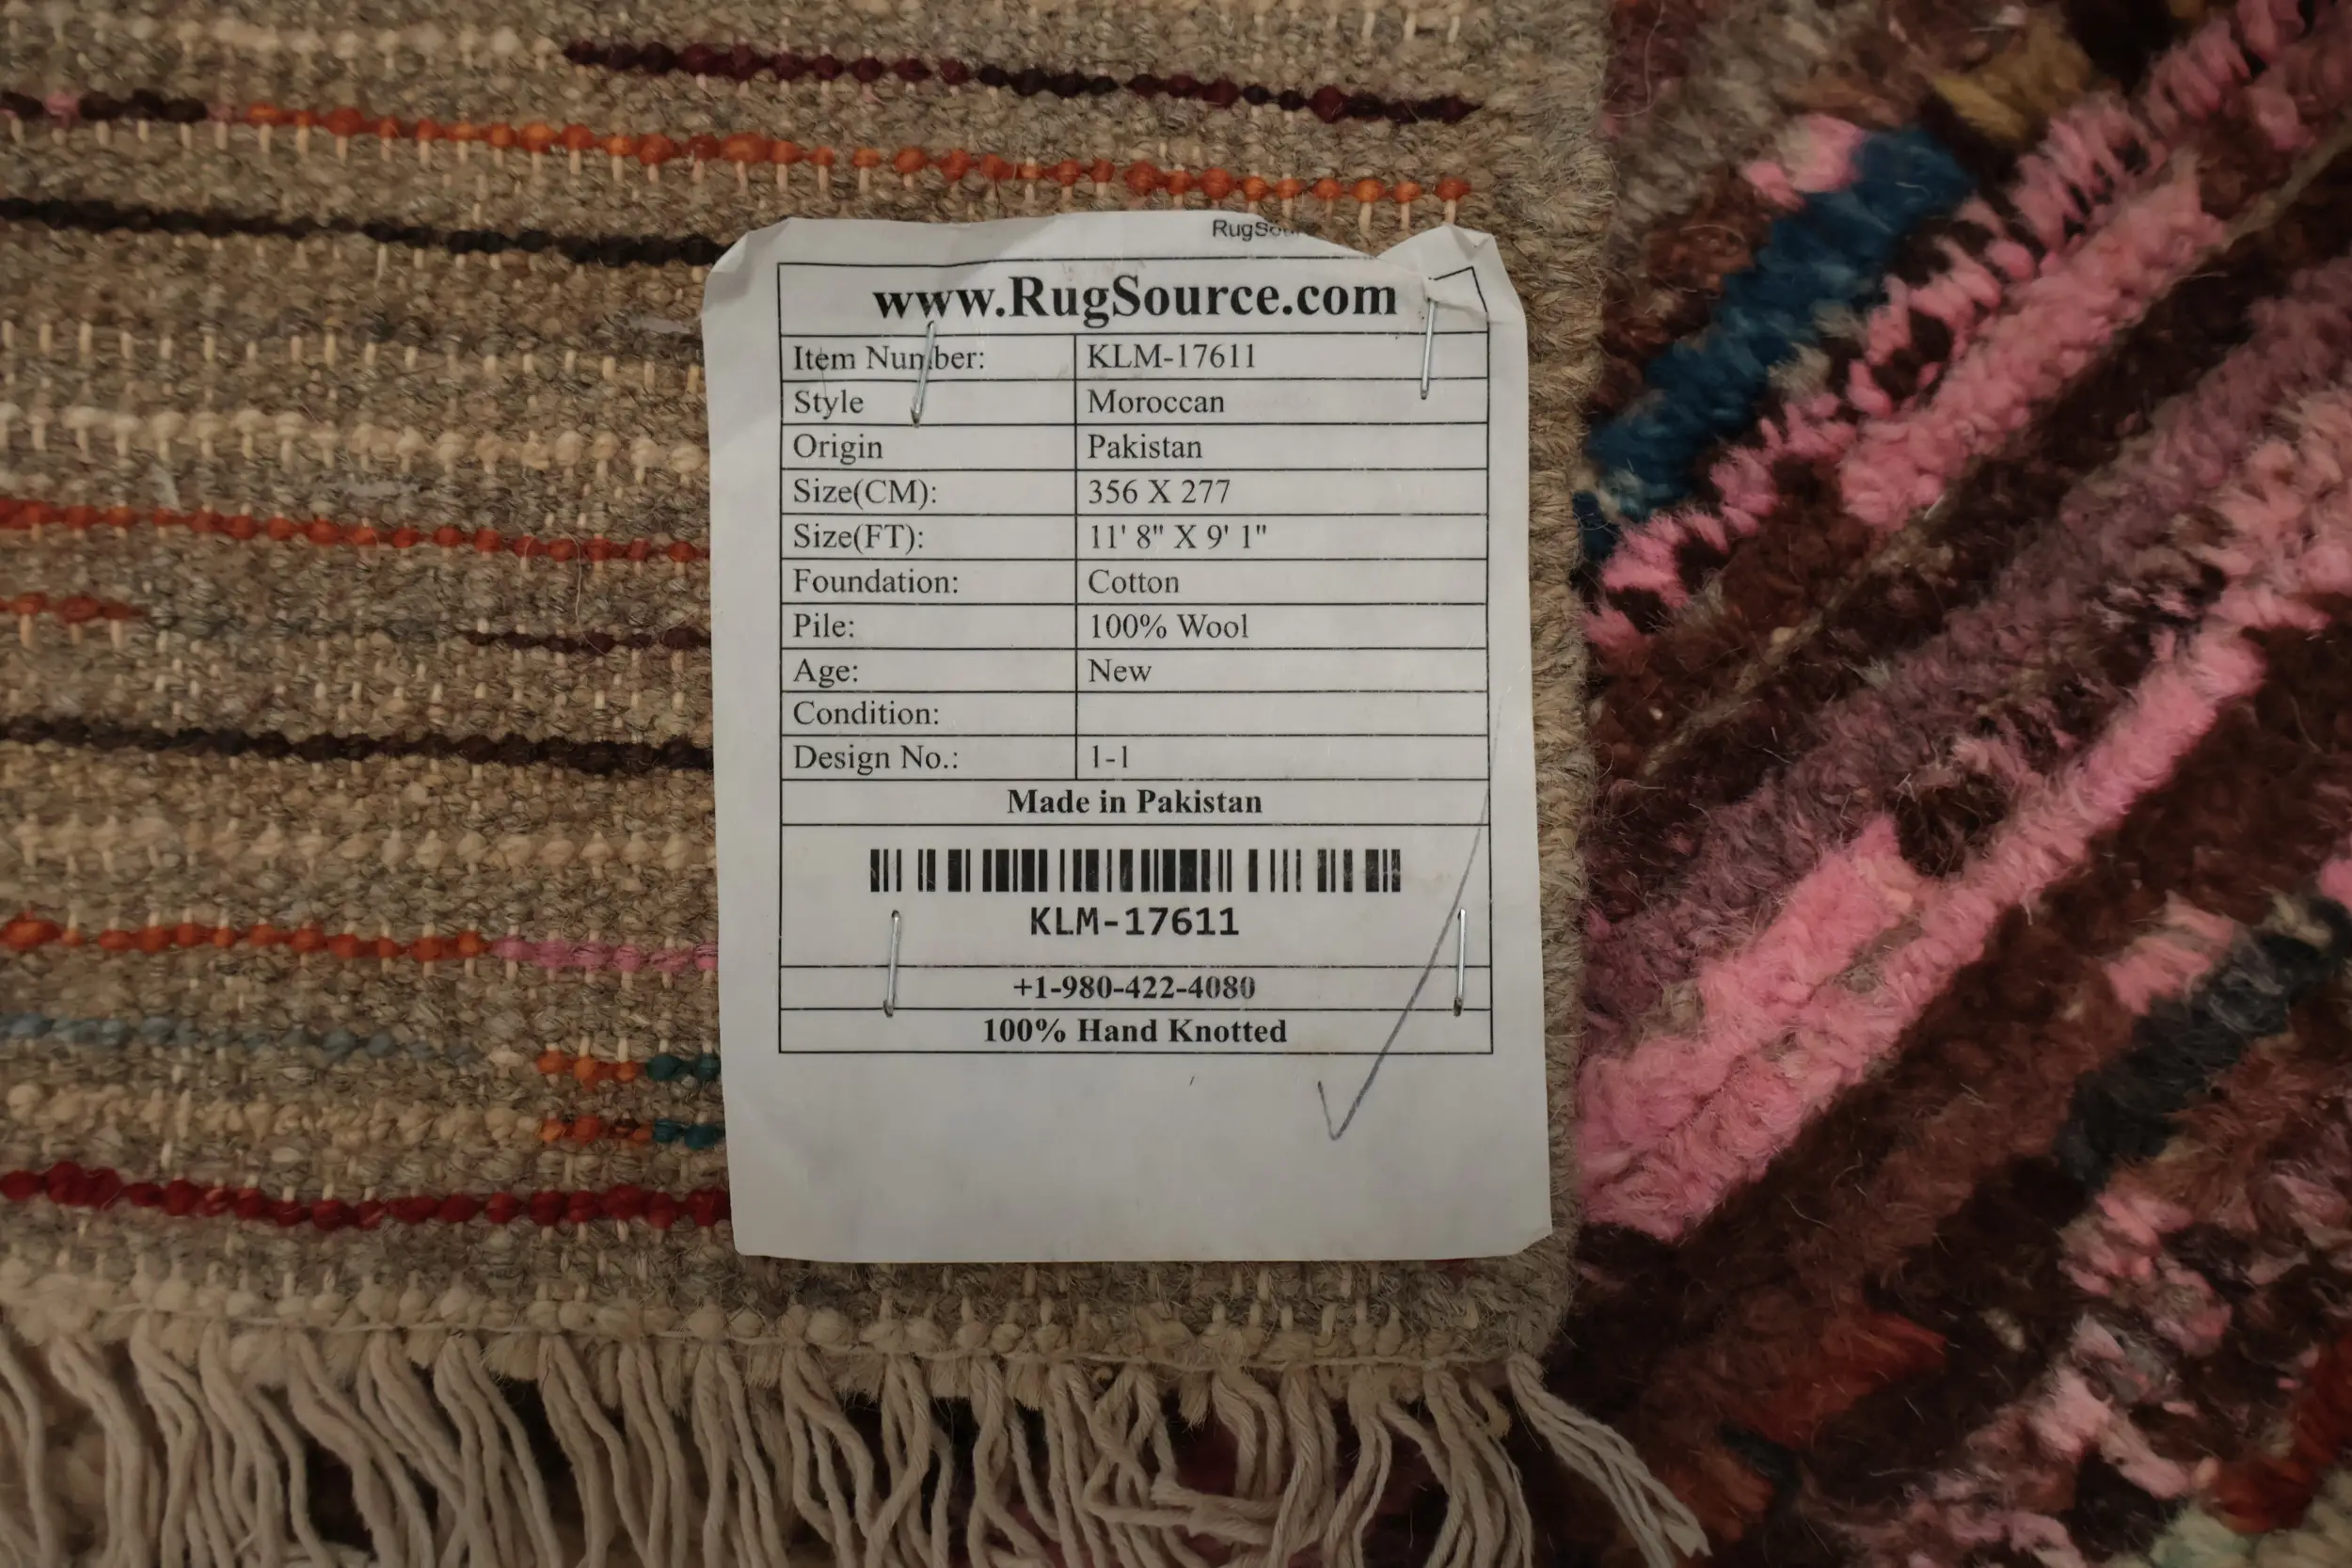 www.RugSource.com
Item Number: KLM-17611
Style Moroccan
Origin Pakistan
Size(CM): 356 X 277
Size(FT): 11' 8" X 9' 1"
Foundation: Cotton
Pile: 100% Wool
Age: New
Condition:
Design No.: 1-1
Made in Pakistan
KLM-17611
+1-980-422-4080
100% Hand Knotted